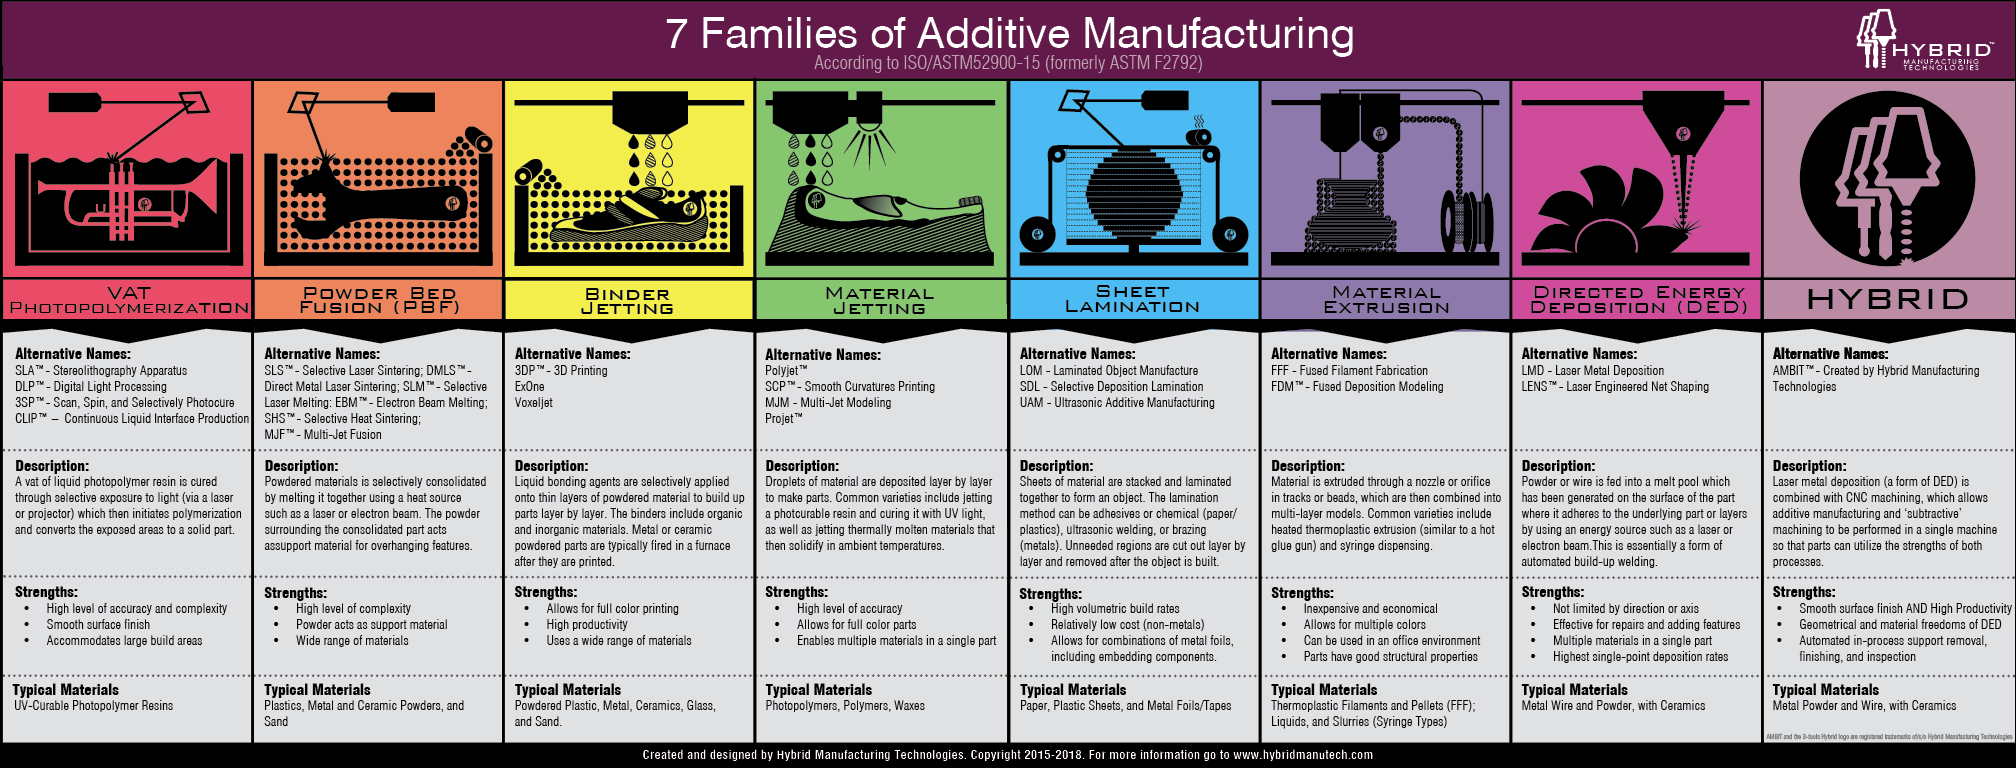 7 Families of Additive Manufacturing
According to ISO/ASTM52900-15 (formerly ASTM F2792)
HYBRID™
MANUFACTURING
TECHNOLOGIES
VAT
PHOTOPOLYMERIZATION
Alternative Names:
SLA™- Stereolithography Apparatus
DLP™- Digital Light Processing
3SP™- Scan, Spin, and Selectively Photocure
CLIP™ – Continuous Liquid Interface Production
Description:
A vat of liquid photopolymer resin is cured
through selective exposure to light (via a laser
or projector) which then initiates polymerization
and converts the exposed areas to a solid part.
Strengths:
• High level of accuracy and complexity
• Smooth surface finish
• Accommodates large build areas
Typical Materials
UV-Curable Photopolymer Resins
POWDER BED
FUSION (PBF)
Alternative Names:
SLS™- Selective Laser Sintering; DMLS™-
Direct Metal Laser Sintering; SLM™- Selective
Laser Melting: EBM™- Electron Beam Melting;
SHS™- Selective Heat Sintering;
MJF™- Multi-Jet Fusion
Description:
Powdered materials is selectively consolidated
by melting it together using a heat source
such as a laser or electron beam. The powder
surrounding the consolidated part acts
assupport material for overhanging features.
Strengths:
• High level of complexity
• Powder acts as support material
• Wide range of materials
Typical Materials
Plastics, Metal and Ceramic Powders, and
Sand
BINDER
JETTING
Alternative Names:
3DP™- 3D Printing
ExOne
Voxeljet
Description:
Liquid bonding agents are selectively applied
onto thin layers of powdered material to build up
parts layer by layer. The binders include organic
and inorganic materials. Metal or ceramic
powdered parts are typically fired in a furnace
after they are printed.
Strengths:
• Allows for full color printing
• High productivity
• Uses a wide range of materials
Typical Materials
Powdered Plastic, Metal, Ceramics, Glass,
and Sand.
MATERIAL
JETTING
Alternative Names:
Polyjet™
SCP™- Smooth Curvatures Printing
MJM - Multi-Jet Modeling
Projet™
Description:
Droplets of material are deposited layer by layer
to make parts. Common varieties include jetting
a photocurable resin and curing it with UV light,
as well as jetting thermally molten materials that
then solidify in ambient temperatures.
Strengths:
• High level of accuracy
• Allows for full color parts
• Enables multiple materials in a single part
Typical Materials
Photopolymers, Polymers, Waxes
SHEET
LAMINATION
Alternative Names:
LOM - Laminated Object Manufacture
SDL - Selective Deposition Lamination
UAM - Ultrasonic Additive Manufacturing
Description:
Sheets of material are stacked and laminated
together to form an object. The lamination
method can be adhesives or chemical (paper/
plastics), ultrasonic welding, or brazing
(metals). Unneeded regions are cut out layer by
layer and removed after the object is built.
Strengths:
• High volumetric build rates
• Relatively low cost (non-metals)
• Allows for combinations of metal foils,
including embedding components.
Typical Materials
Paper, Plastic Sheets, and Metal Foils/Tapes
MATERIAL
EXTRUSION
Alternative Names:
FFF - Fused Filament Fabrication
FDM™- Fused Deposition Modeling
Description:
Material is extruded through a nozzle or orifice
in tracks or beads, which are then combined into
multi-layer models. Common varieties include
heated thermoplastic extrusion (similar to a hot
glue gun) and syringe dispensing.
Strengths:
• Inexpensive and economical
• Allows for multiple colors
• Can be used in an office environment
• Parts have good structural properties
Typical Materials
Thermoplastic Filaments and Pellets (FFF);
Liquids, and Slurries (Syringe Types)
DIRECTED ENERGY
DEPOSITION (DED)
Alternative Names:
LMD - Laser Metal Deposition
LENS™- Laser Engineered Net Shaping
Description:
Powder or wire is fed into a melt pool which
has been generated on the surface of the part
where it adheres to the underlying part or layers
by using an energy source such as a laser or
electron beam.This is essentially a form of
automated build-up welding.
Strengths:
• Not limited by direction or axis
• Effective for repairs and adding features
• Multiple materials in a single part
• Highest single-point deposition rates
Typical Materials
Metal Wire and Powder, with Ceramics
HYBRID
Alternative Names:
AMBIT™- Created by Hybrid Manufacturing
Technologies
Description:
Laser metal deposition (a form of DED) is
combined with CNC machining, which allows
additive manufacturing and ‘subtractive’
machining to be performed in a single machine
so that parts can utilize the strengths of both
processes.
Strengths:
• Smooth surface finish AND High Productivity
• Geometrical and material freedoms of DED
• Automated in-process support removal,
finishing, and inspection
Typical Materials
Metal Powder and Wire, with Ceramics
AMBIT and the 3-tools Hybrid logo are registered trademarks of/c/o Hybrid Manufacturing Technologies
Created and designed by Hybrid Manufacturing Technologies. Copyright 2015-2018. For more information go to www.hybridmanutech.com